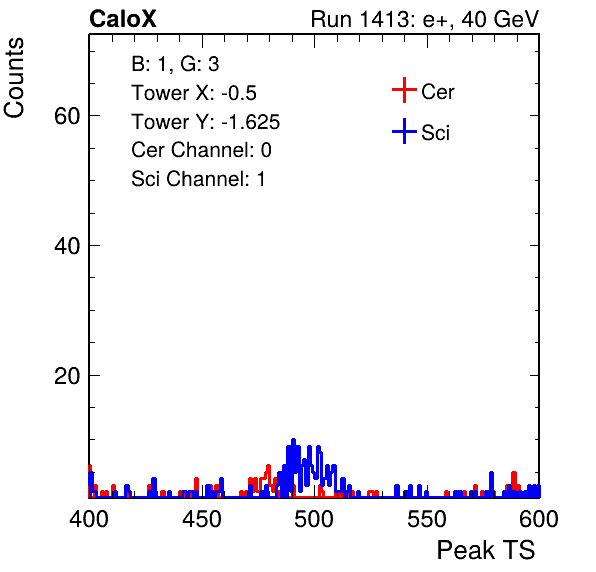 CaloX Run 1413: e+, 40 GeV
Counts
B: 1, G: 3
Tower X: -0.5
Tower Y: -1.625
Cer Channel: 0
Sci Channel: 1
Cer
Sci
60
40
20
400 450 500 550 600
Peak TS